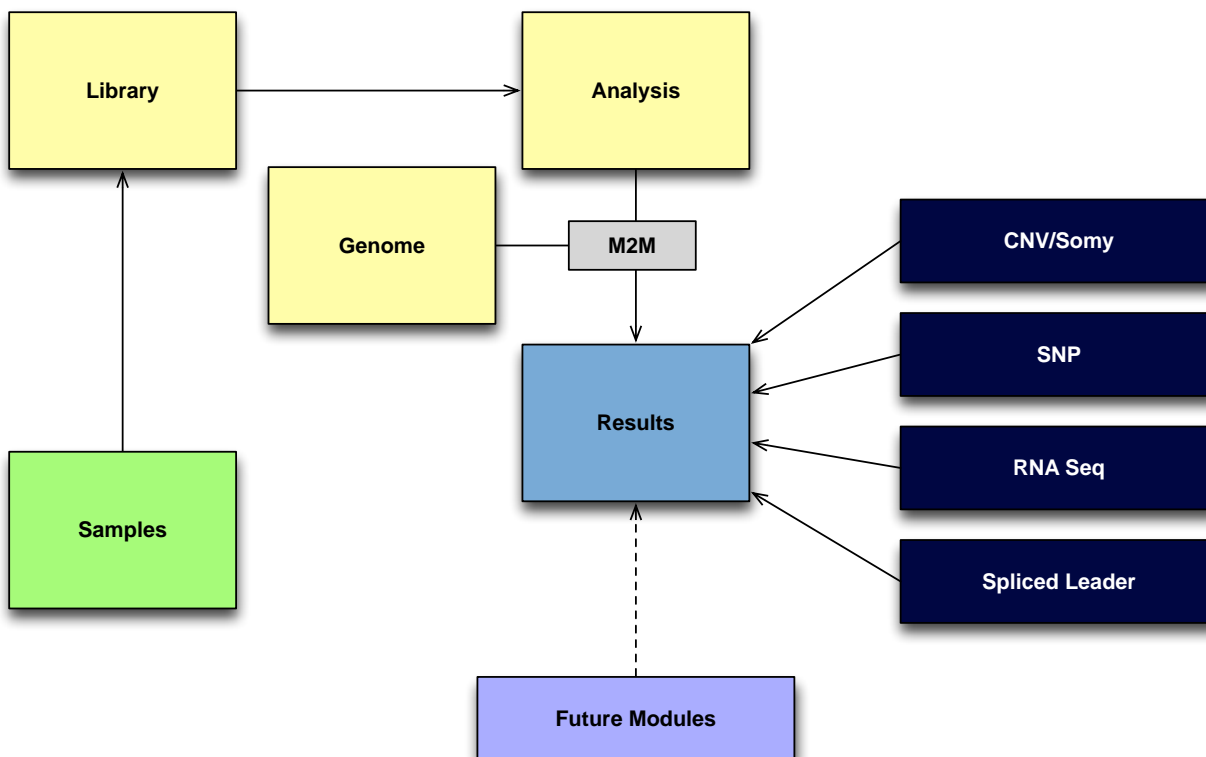 Library
Analysis
Genome
M2M
CNV/Somy
SNP
Results
RNA Seq
Samples
Spliced Leader
Future Modules